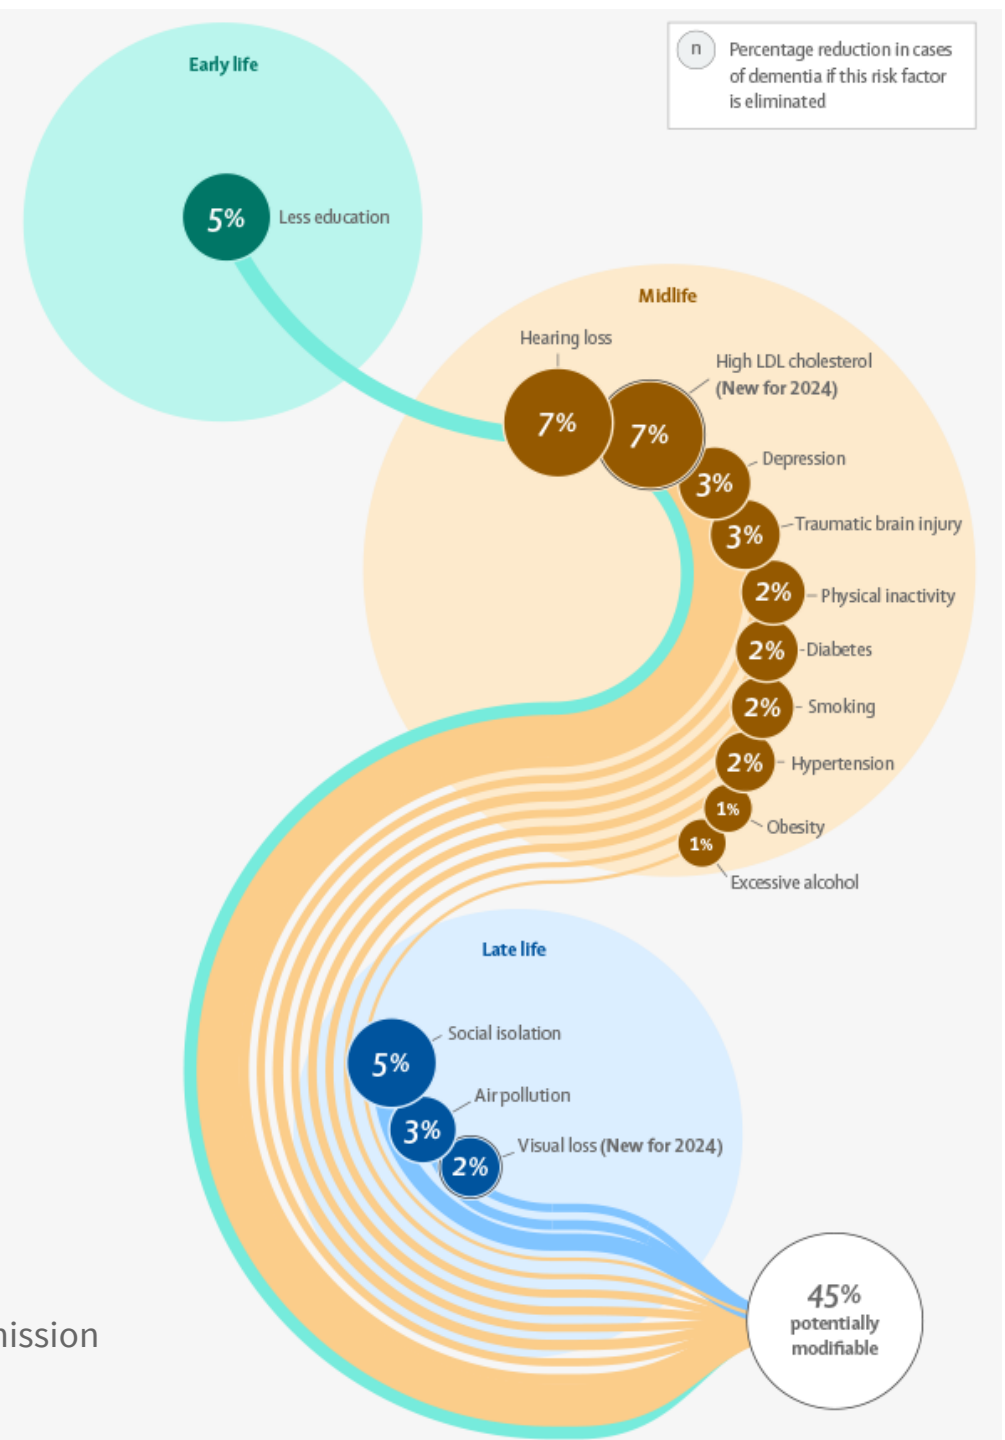 Early life
n
Percentage reduction in cases
of dementia if this risk factor
is eliminated
5%
Less education
Midlife
Hearing loss
7%
High LDL cholesterol
(New for 2024)
7%
Depression
3%
Traumatic brain injury
3%
Physical inactivity
2%
Diabetes
2%
Smoking
2%
Hypertension
2%
Obesity
1%
Excessive alcohol
1%
Late life
Social isolation
5%
Air pollution
3%
Visual loss (New for 2024)
2%
45%
potentially
modifiable